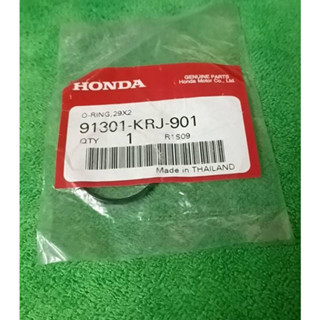 HONDA
GENUINE PARTS
Honda Motor Co., Ltd.
O-RING,29X2
91301-KRJ-901
QTY 1 R1S09
Made in THAILAND